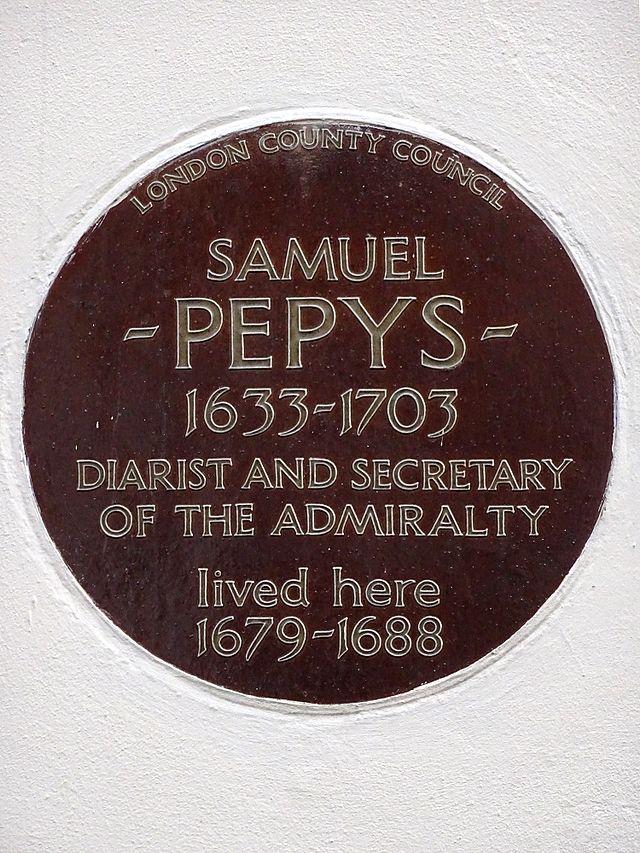 LONDON COUNTY COUNCIL
SAMUEL
-PEPYS-
1633-1703
DIARIST AND SECRETARY
OF THE ADMIRALTY
lived here
1679-1688